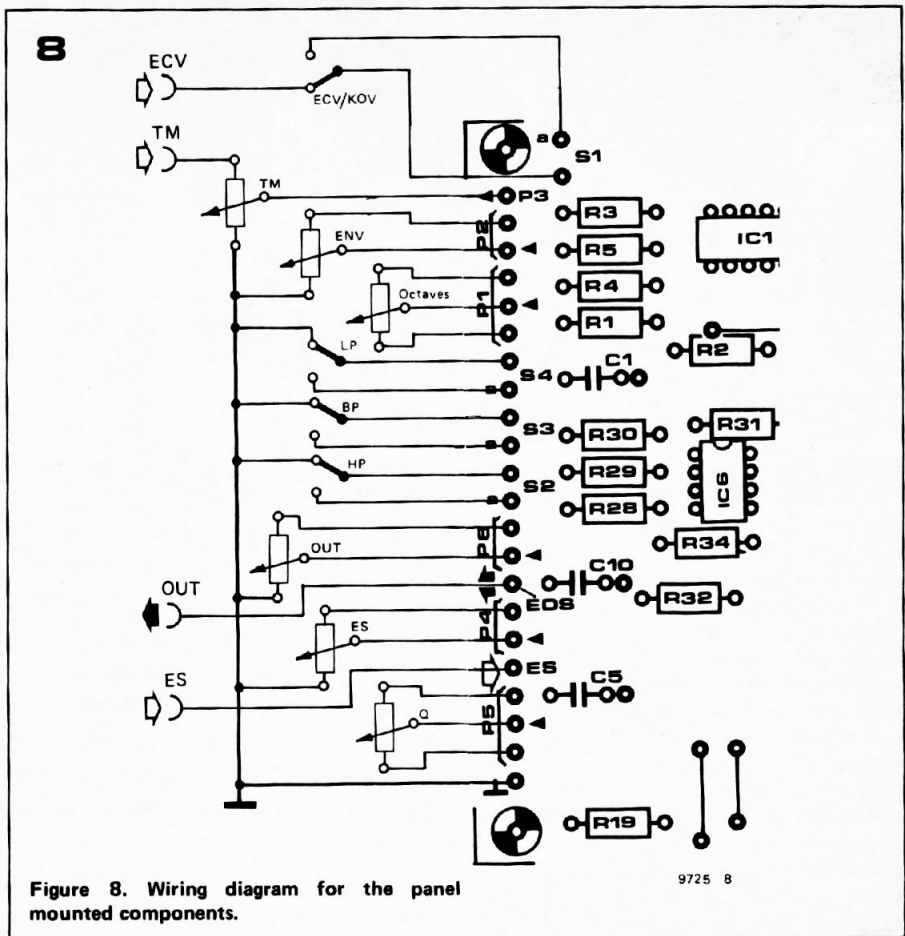 8
ECV
ECV/KOV
TM
a
S1
TM
P3
R3
P2
IC1
ENV
R5
R4
Octaves
P1
R1
LP
R2
S4
C1
a
BP
S3
R31
R30
a
HP
R29
S2
IC6
R28
a
P6
R34
OUT
C10
OUT
EOS
R32
P4
ES
ES
ES
C5
P5
Q
R19
9725 8
Figure 8. Wiring diagram for the panel
mounted components.